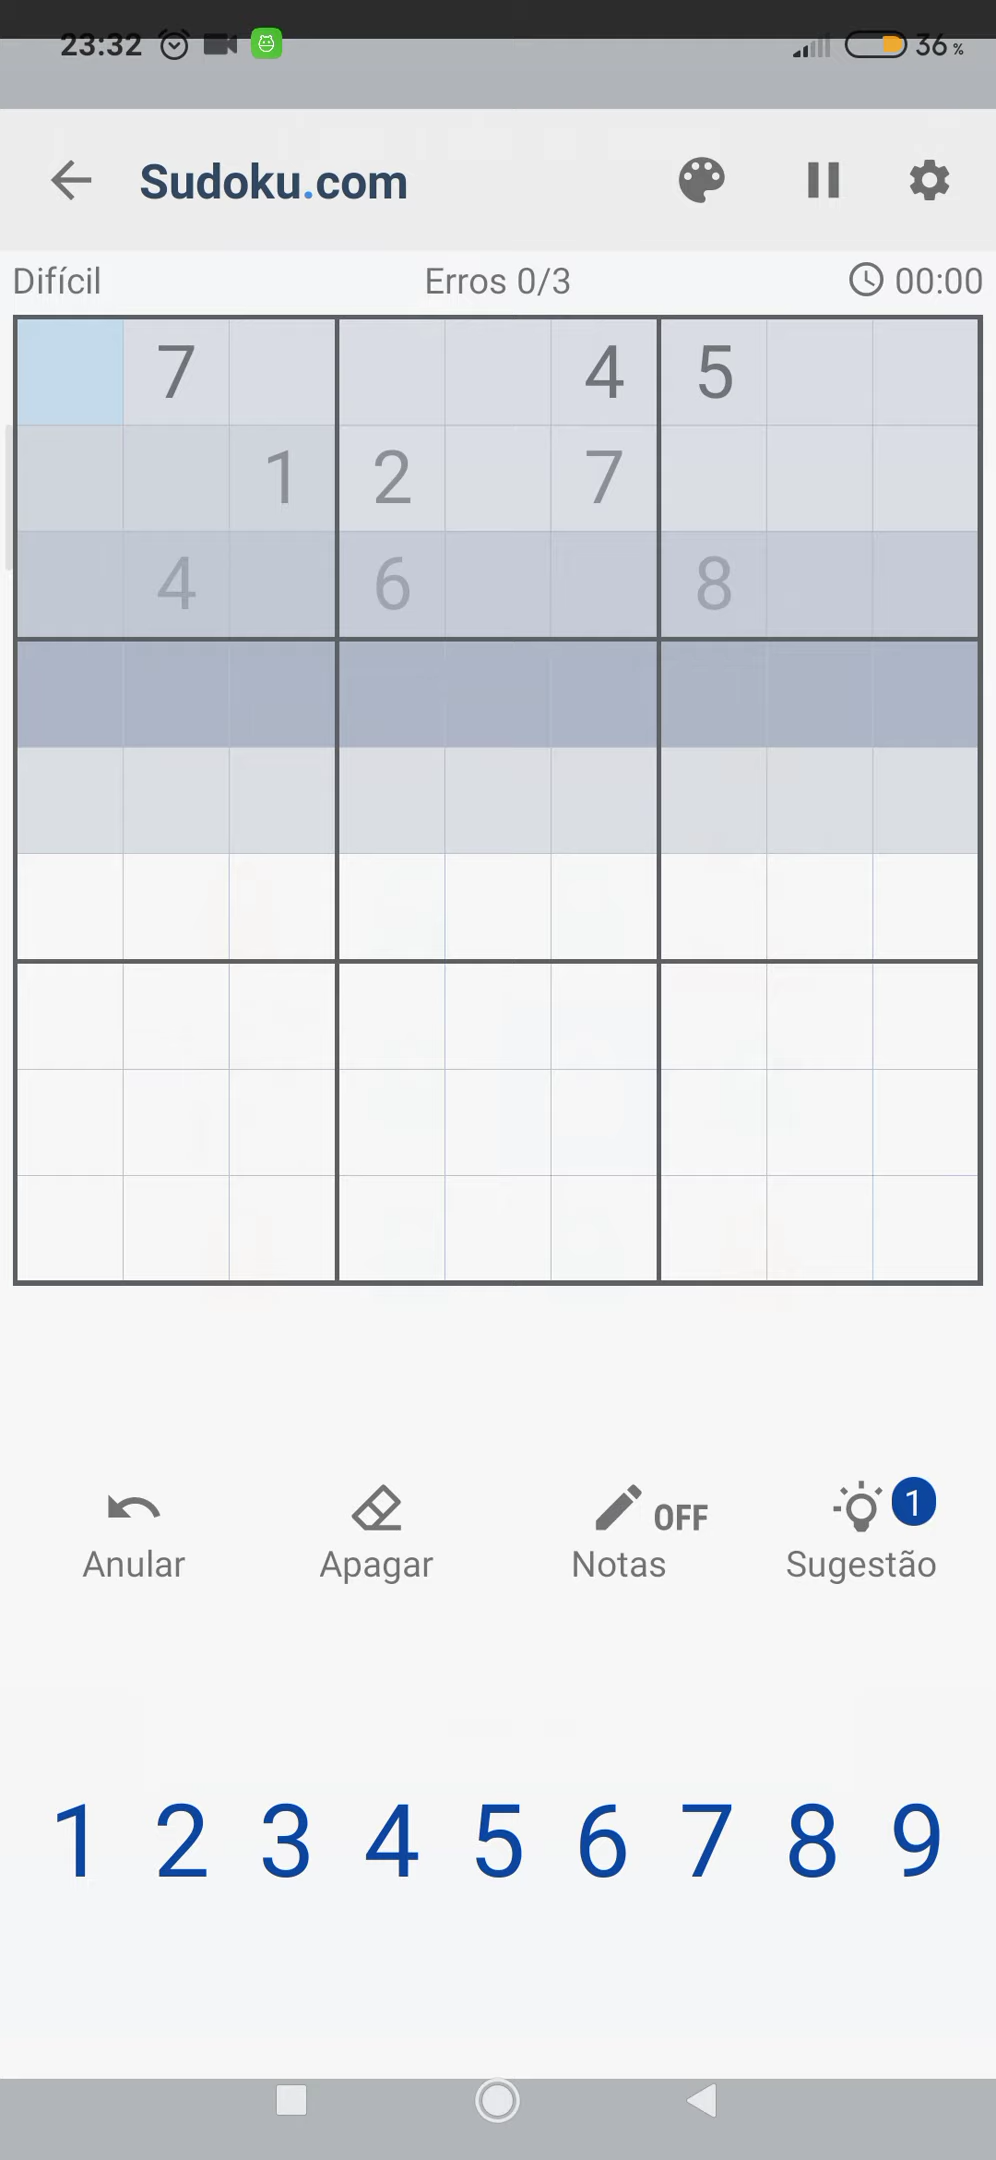 23:32 36 %
Sudoku.com
Difícil Erros 0/3 00:00
7 4 5
1 2 7
4 6 8
1
OFF
Anular Apagar Notas Sugestão
1 2 3 4 5 6 7 8 9